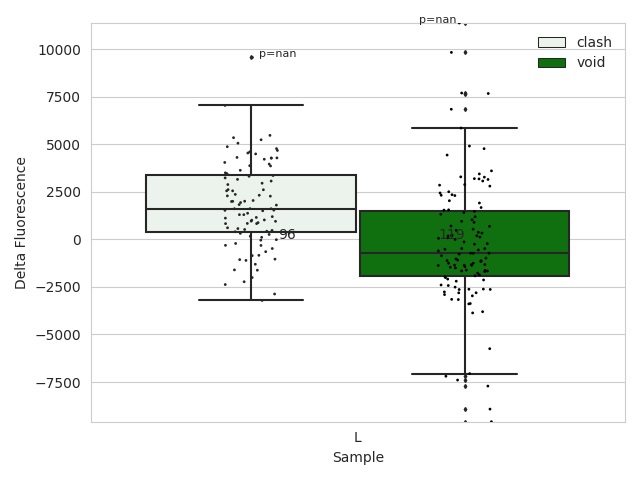 p=nan
p=nan
clash
void
10000
7500
5000
2500
0
−2500
−5000
−7500
Delta Fluorescence
96
L
Sample